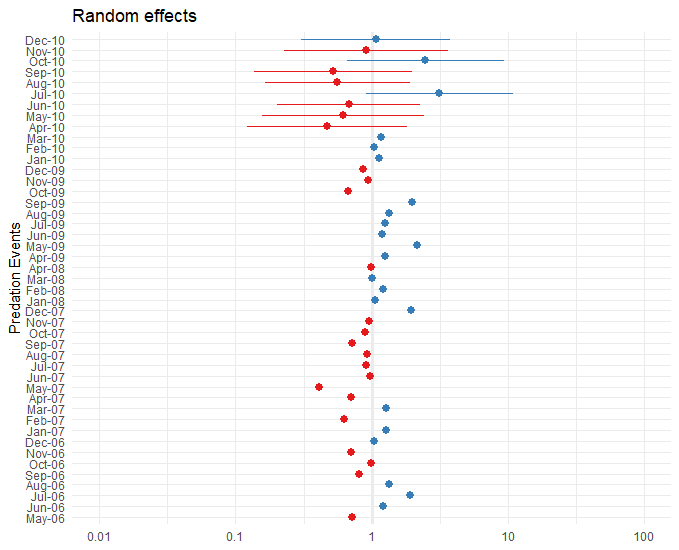 Random effects
Predation Events
Dec-10
Nov-10
Oct-10
Sep-10
Aug-10
Jul-10
Jun-10
May-10
Apr-10
Mar-10
Feb-10
Jan-10
Dec-09
Nov-09
Oct-09
Sep-09
Aug-09
Jul-09
Jun-09
May-09
Apr-09
Apr-08
Mar-08
Feb-08
Jan-08
Dec-07
Nov-07
Oct-07
Sep-07
Aug-07
Jul-07
Jun-07
May-07
Apr-07
Mar-07
Feb-07
Jan-07
Dec-06
Nov-06
Oct-06
Sep-06
Aug-06
Jul-06
Jun-06
May-06
0.01 0.1 1 10 100